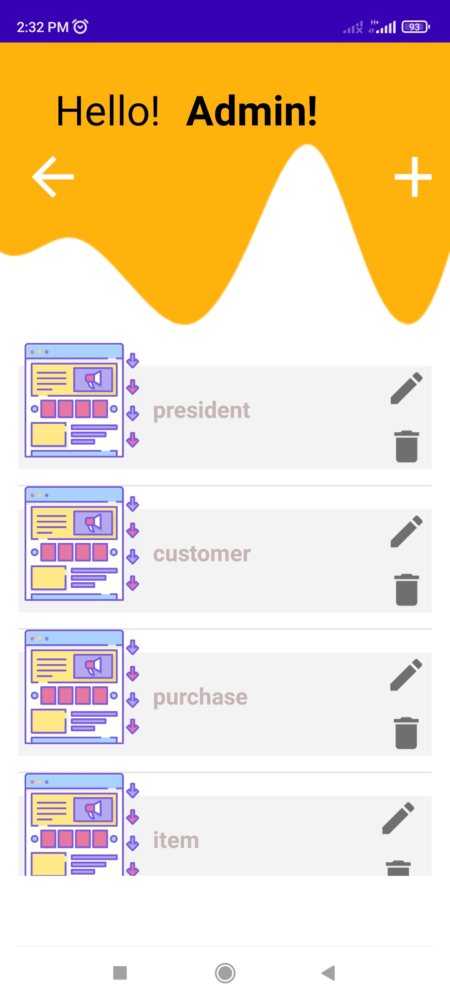 2:32 PM
H+
93
Hello! Admin!
president
customer
purchase
item